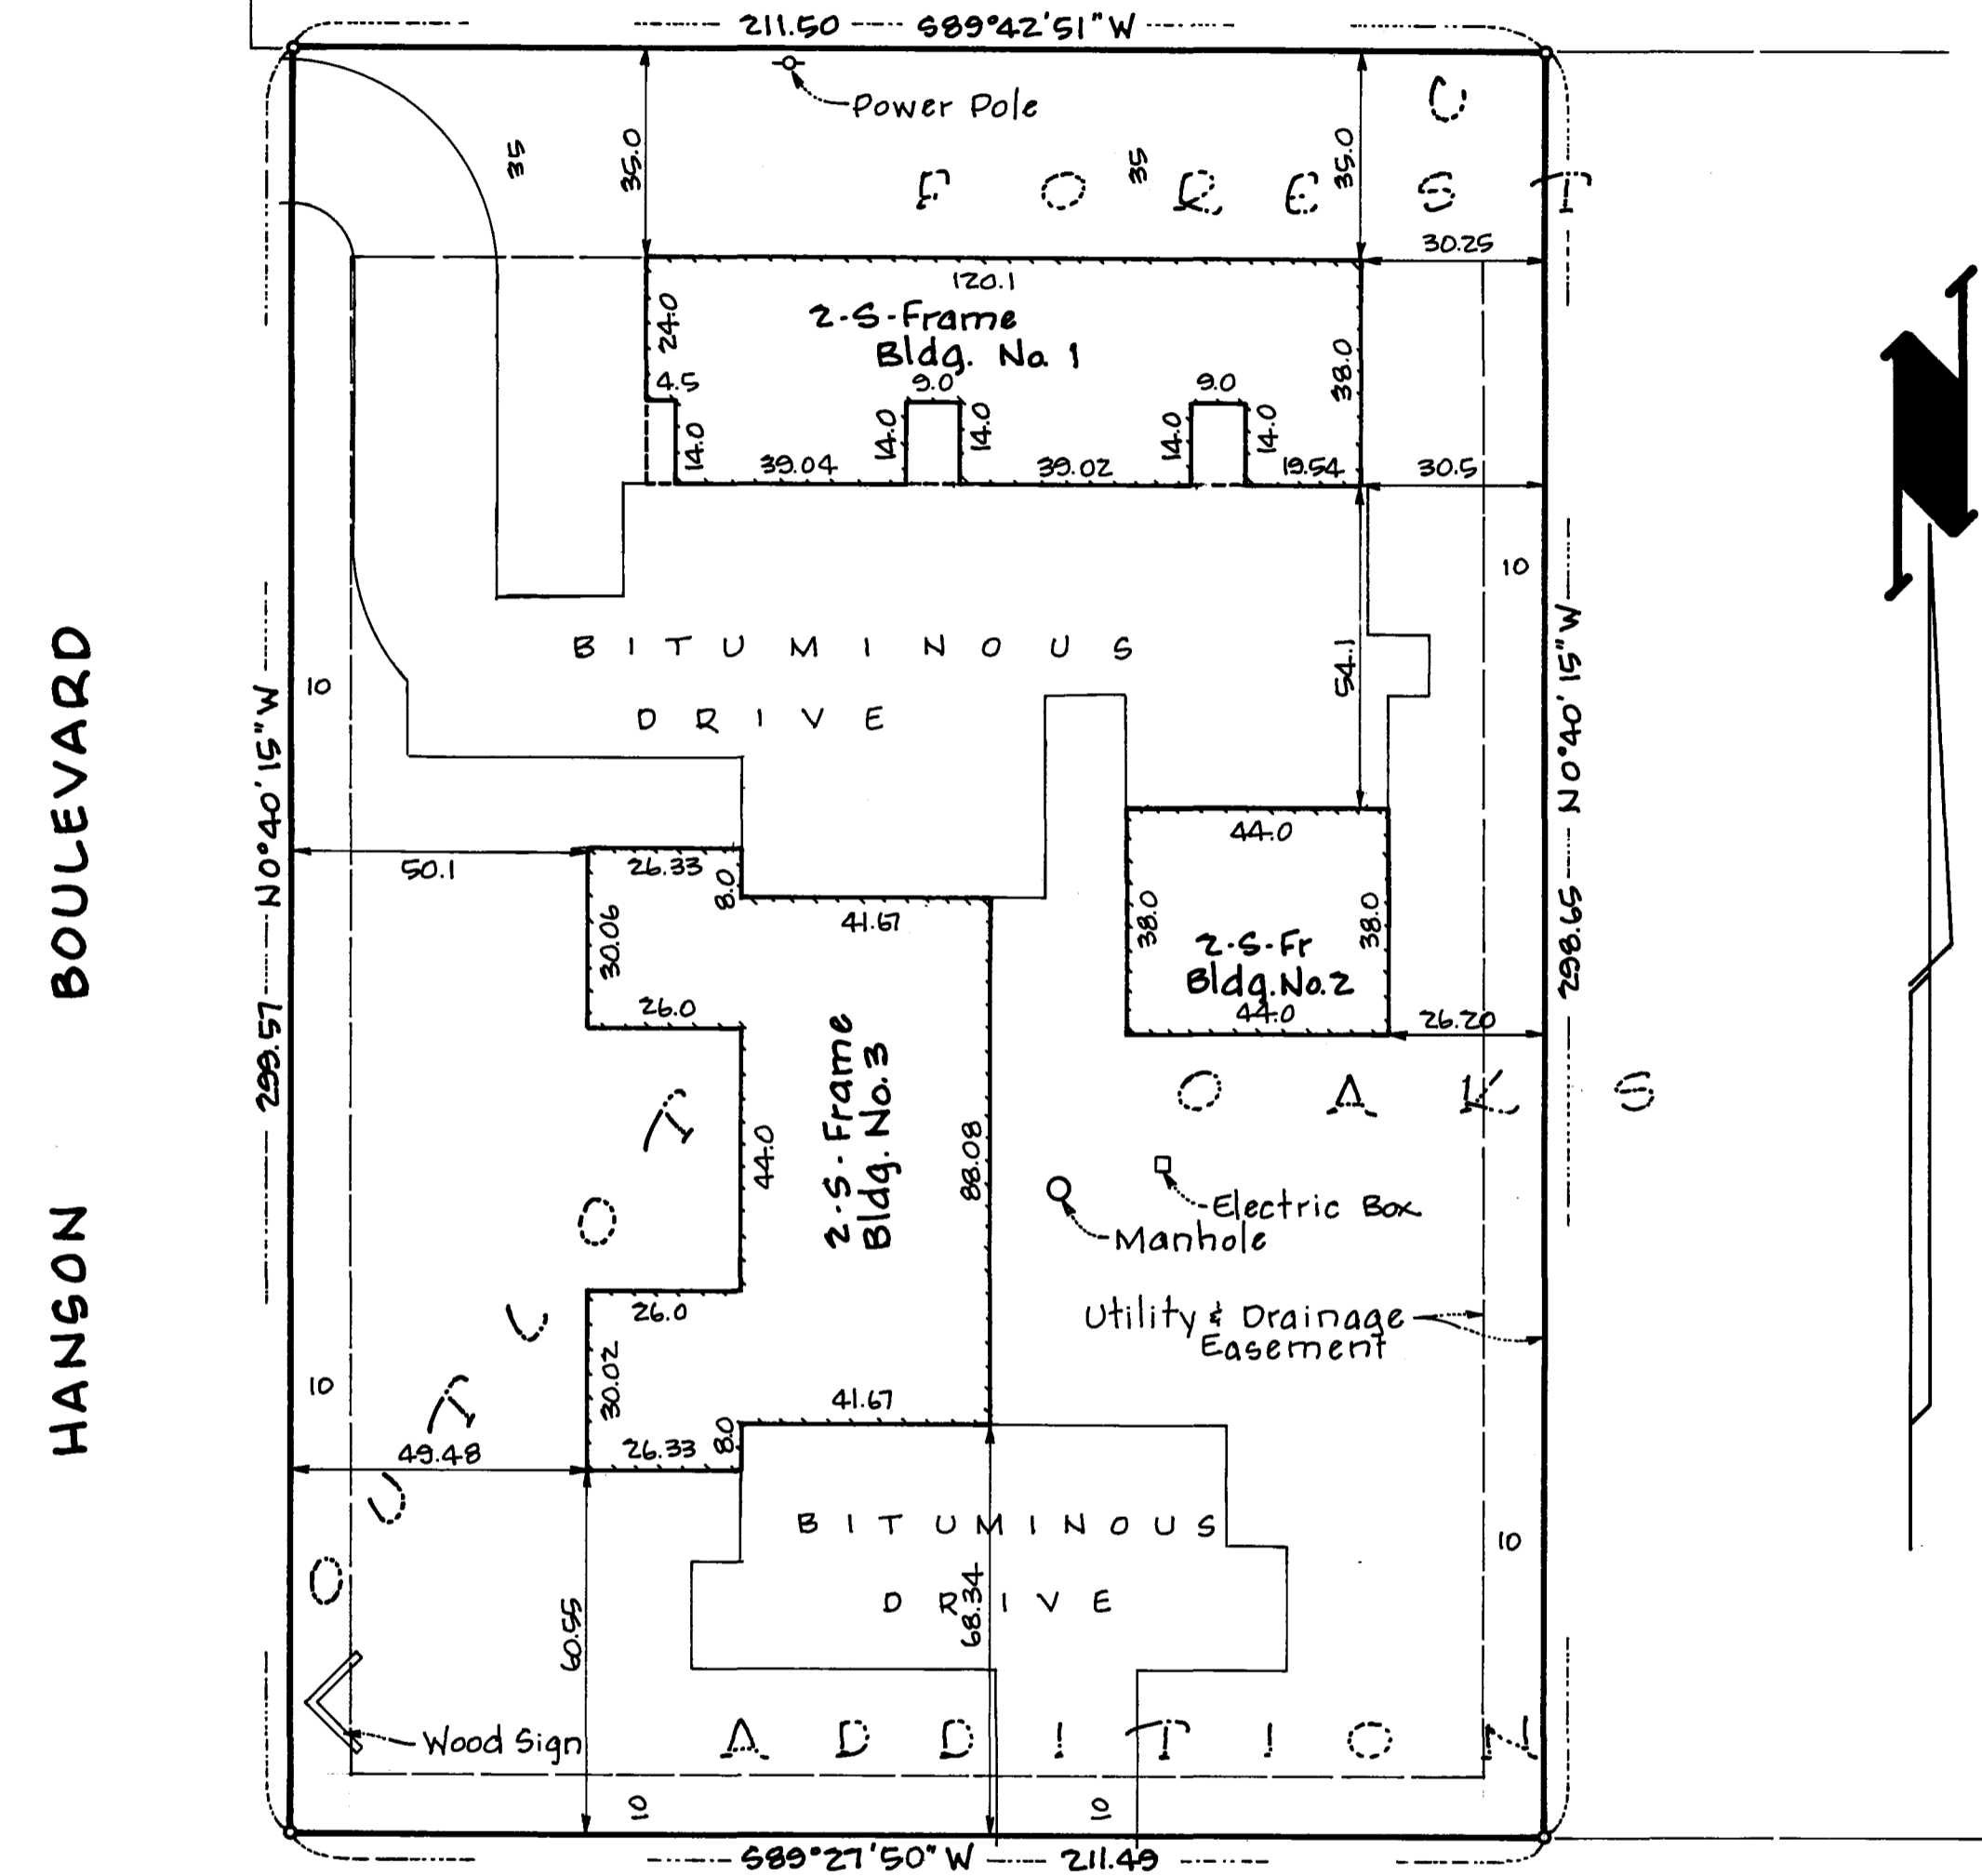 211.50 S89°42'51"W
Power Pole
O
35
35.0
35
35.0
F O R E S T
30.25
120.1
24.0
2-S-Frame
Bldg. No. 1
38.0
4.5
9.0
9.0
14.0
14.0
14.0
14.0
14.0
39.04
39.02
19.54
30.5
10
BITUMINOUS
DRIVE
54.1
10
N0°40'15"W
299.57
N0°40'15"W
298.65
HANSON BOULEVARD
N
50.1
26.33
8.0
41.67
30.06
26.0
44.0
38.0
38.0
2-S-Fr
Bldg. No. 2
44.0
26.20
2-S-Frame
Bldg. No. 3
44.0
88.08
O A K S
Electric Box
Manhole
Utility & Drainage
Easement
26.0
30.02
41.67
26.33
8.0
10
49.48
O U T L O T
BITUMINOUS
DRIVE
68.34
60.55
10
Wood Sign
A D D I T I O N
10
10
S89°27'50"W 211.49